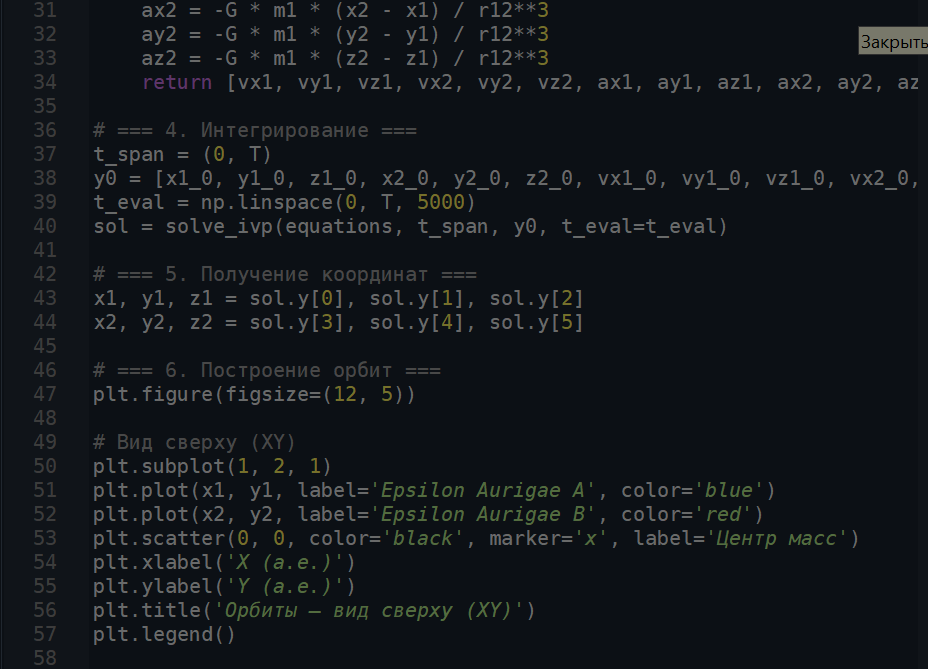 31 ax2 = -G * m1 * (x2 - x1) / r12**3
32 ay2 = -G * m1 * (y2 - y1) / r12**3
Закрыть
33 az2 = -G * m1 * (z2 - z1) / r12**3
34 return [vx1, vy1, vz1, vx2, vy2, vz2, ax1, ay1, az1, ax2, ay2, az
35
36 # === 4. Интегрирование ===
37 t_span = (0, T)
38 y0 = [x1_0, y1_0, z1_0, x2_0, y2_0, z2_0, vx1_0, vy1_0, vz1_0, vx2_0,
39 t_eval = np.linspace(0, T, 5000)
40 sol = solve_ivp(equations, t_span, y0, t_eval=t_eval)
41
42 # === 5. Получение координат ===
43 x1, y1, z1 = sol.y[0], sol.y[1], sol.y[2]
44 x2, y2, z2 = sol.y[3], sol.y[4], sol.y[5]
45
46 # === 6. Построение орбит ===
47 plt.figure(figsize=(12, 5))
48
49 # Вид сверху (XY)
50 plt.subplot(1, 2, 1)
51 plt.plot(x1, y1, label='Epsilon Aurigae A', color='blue')
52 plt.plot(x2, y2, label='Epsilon Aurigae B', color='red')
53 plt.scatter(0, 0, color='black', marker='x', label='Центр масс')
54 plt.xlabel('X (a.e.)')
55 plt.ylabel('Y (a.e.)')
56 plt.title('Орбиты — вид сверху (XY)')
57 plt.legend()
58